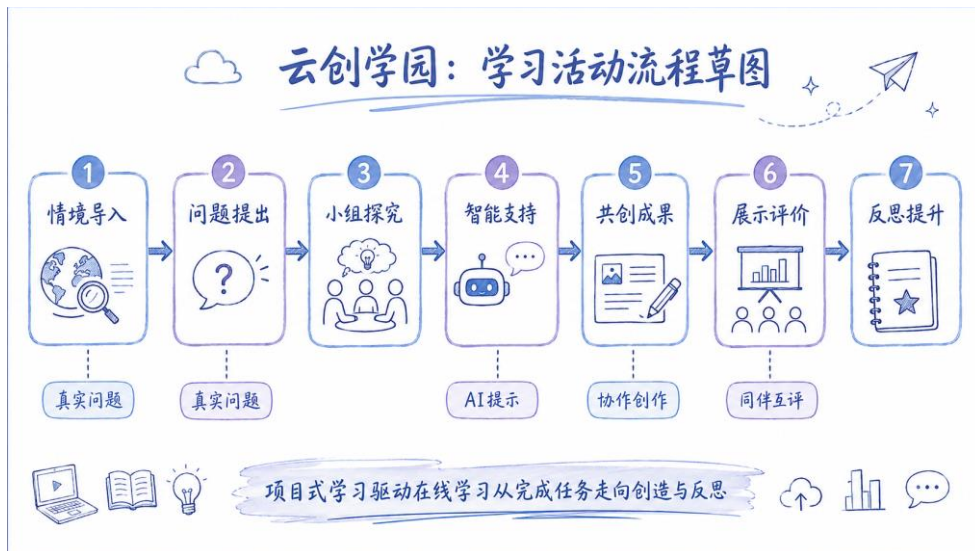 云创学园：学习活动流程草图
1
情境导入
真实问题
2
问题提出
?
真实问题
3
小组探究
4
智能支持
AI提示
5
共创成果
协作创作
6
展示评价
同伴互评
7
反思提升
项目式学习驱动在线学习从完成任务走向创造与反思